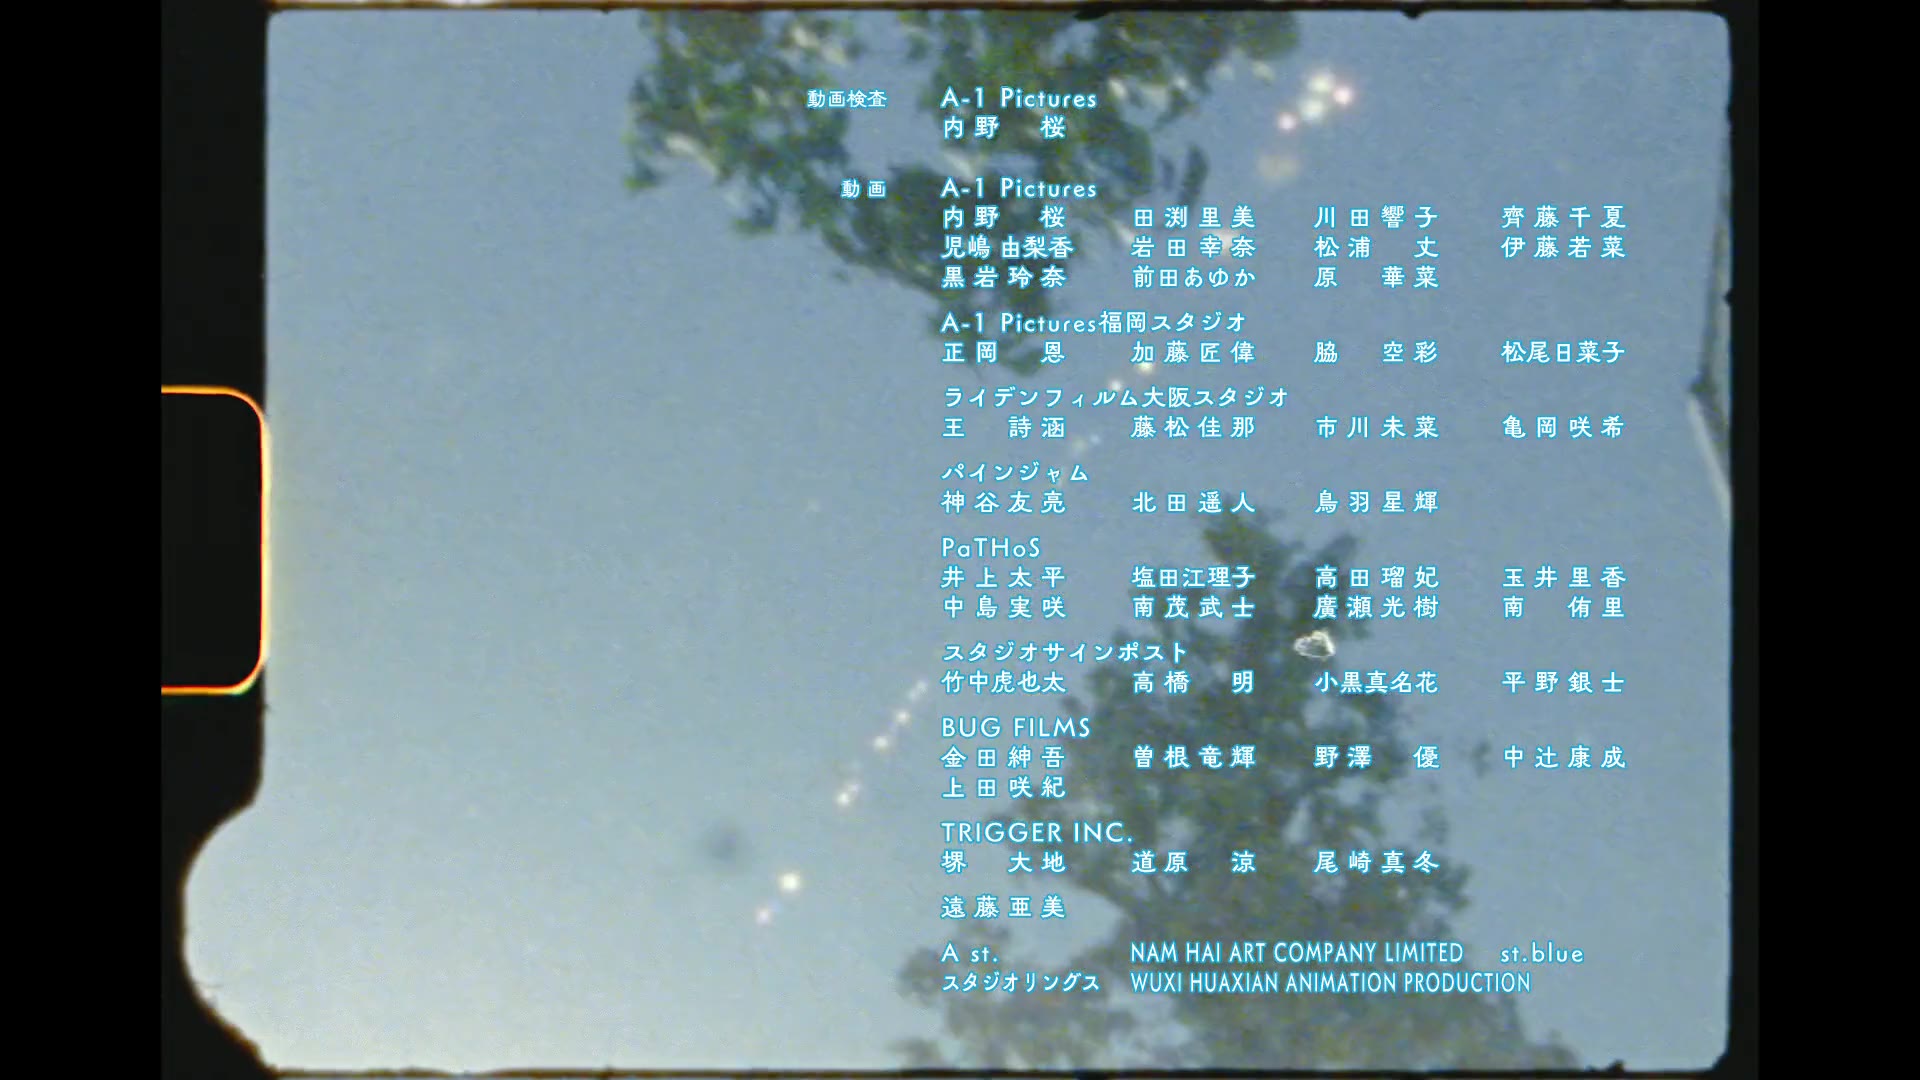 動画検査 A-1 Pictures
内野 桜
動画 A-1 Pictures
内野 桜 田渕里美 川田響子 齊藤千夏
児嶋由梨香 岩田幸奈 松浦 丈 伊藤若菜
黒岩玲奈 前田あゆか 原 華菜
A-1 Pictures福岡スタジオ
正岡 恩 加藤匠偉 脇 空彩 松尾日菜子
ライデンフィルム大阪スタジオ
王 詩涵 藤松佳那 市川未菜 亀岡咲希
パインジャム
神谷友亮 北田遥人 鳥羽星輝
PaTHoS
井上太平 塩田江理子 高田瑠妃 玉井里香
中島実咲 南茂武士 廣瀬光樹 南 侑里
スタジオサインポスト
竹中虎也太 高橋 明 小黒真名花 平野銀士
BUG FILMS
金田紳吾 曽根竜輝 野澤 優 中辻康成
上田咲紀
TRIGGER INC.
堺 大地 道原 涼 尾崎真冬
遠藤亜美
A st. NAM HAI ART COMPANY LIMITED st.blue
スタジオリングス WUXI HUAXIAN ANIMATION PRODUCTION